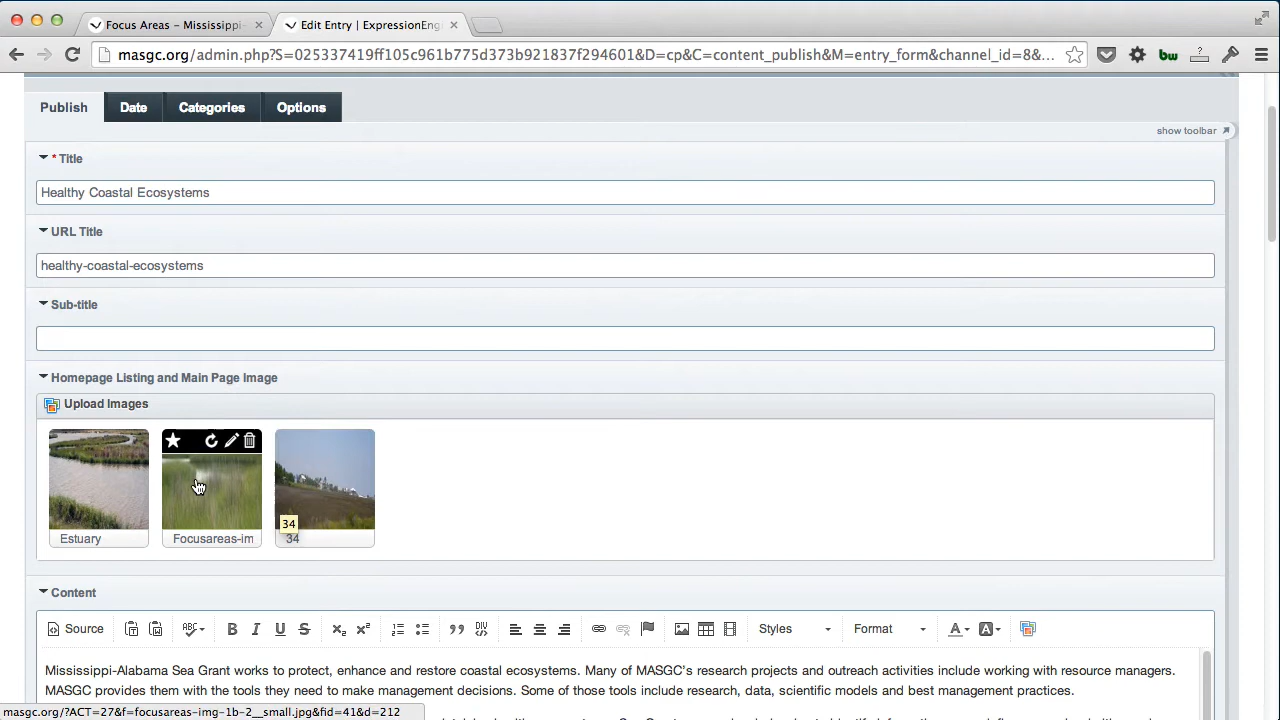 Focus Areas – Mississippi-
Edit Entry | ExpressionEng
masgc.org/admin.php?S=025337419ff105c961b775d373b921837f294601&D=cp&C=content_publish&M=entry_form&channel_id=8&...
bw
Publish
Date
Categories
Options
show toolbar
* Title
Healthy Coastal Ecosystems
URL Title
healthy-coastal-ecosystems
Sub-title
Homepage Listing and Main Page Image
Upload Images
34
Estuary
Focusareas-im
34
Content
Source
ABC
B I U S
x₂ x²
DIV
Styles
Format
A
A
Mississippi-Alabama Sea Grant works to protect, enhance and restore coastal ecosystems. Many of MASGC's research projects and outreach activities include working with resource managers.
MASGC provides them with the tools they need to make management decisions. Some of those tools include research, data, scientific models and best management practices.
masgc.org/?ACT=27&f=focusareas-img-1b-2__small.jpg&fid=41&d=212